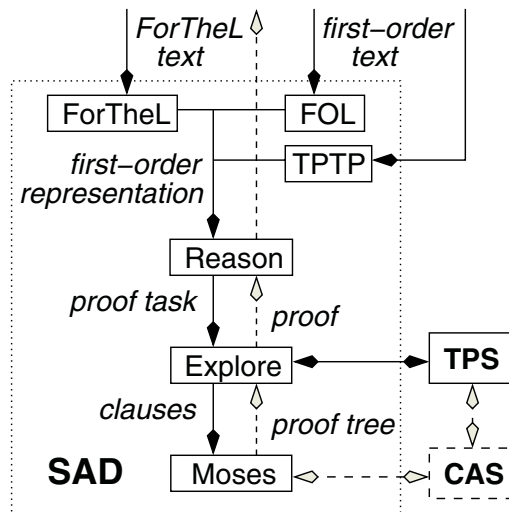 ForTheL
text
first–order
text
ForTheL
FOL
TPTP
first–order
representation
Reason
proof task
proof
Explore
TPS
clauses
proof tree
SAD
Moses
CAS